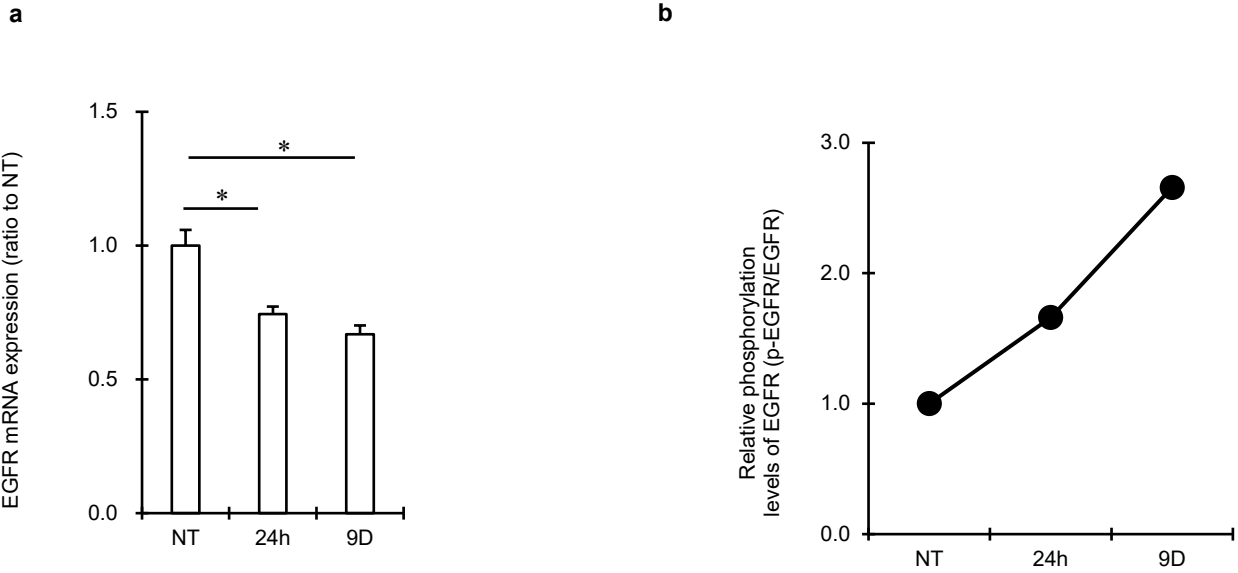 a
EGFR mRNA expression (ratio to NT)
1.5
1.0
0.5
0.0
*
*
NT 24h 9D
b
Relative phosphorylation
levels of EGFR (p-EGFR/EGFR)
3.0
2.0
1.0
0.0
NT 24h 9D